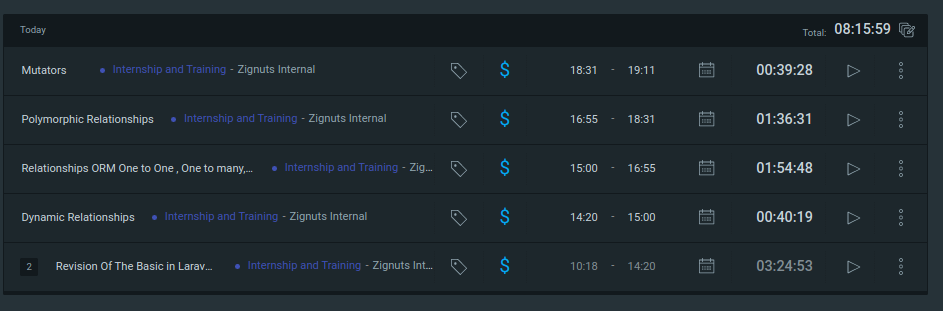 Today Total: 08:15:59
Mutators • Internship and Training - Zignuts Internal $ 18:31 - 19:11 00:39:28
Polymorphic Relationships • Internship and Training - Zignuts Internal $ 16:55 - 18:31 01:36:31
Relationships ORM One to One , One to many,... • Internship and Training - Zig... $ 15:00 - 16:55 01:54:48
Dynamic Relationships • Internship and Training - Zignuts Internal $ 14:20 - 15:00 00:40:19
2 Revision Of The Basic in Larav... • Internship and Training - Zignuts Int... $ 10:18 - 14:20 03:24:53